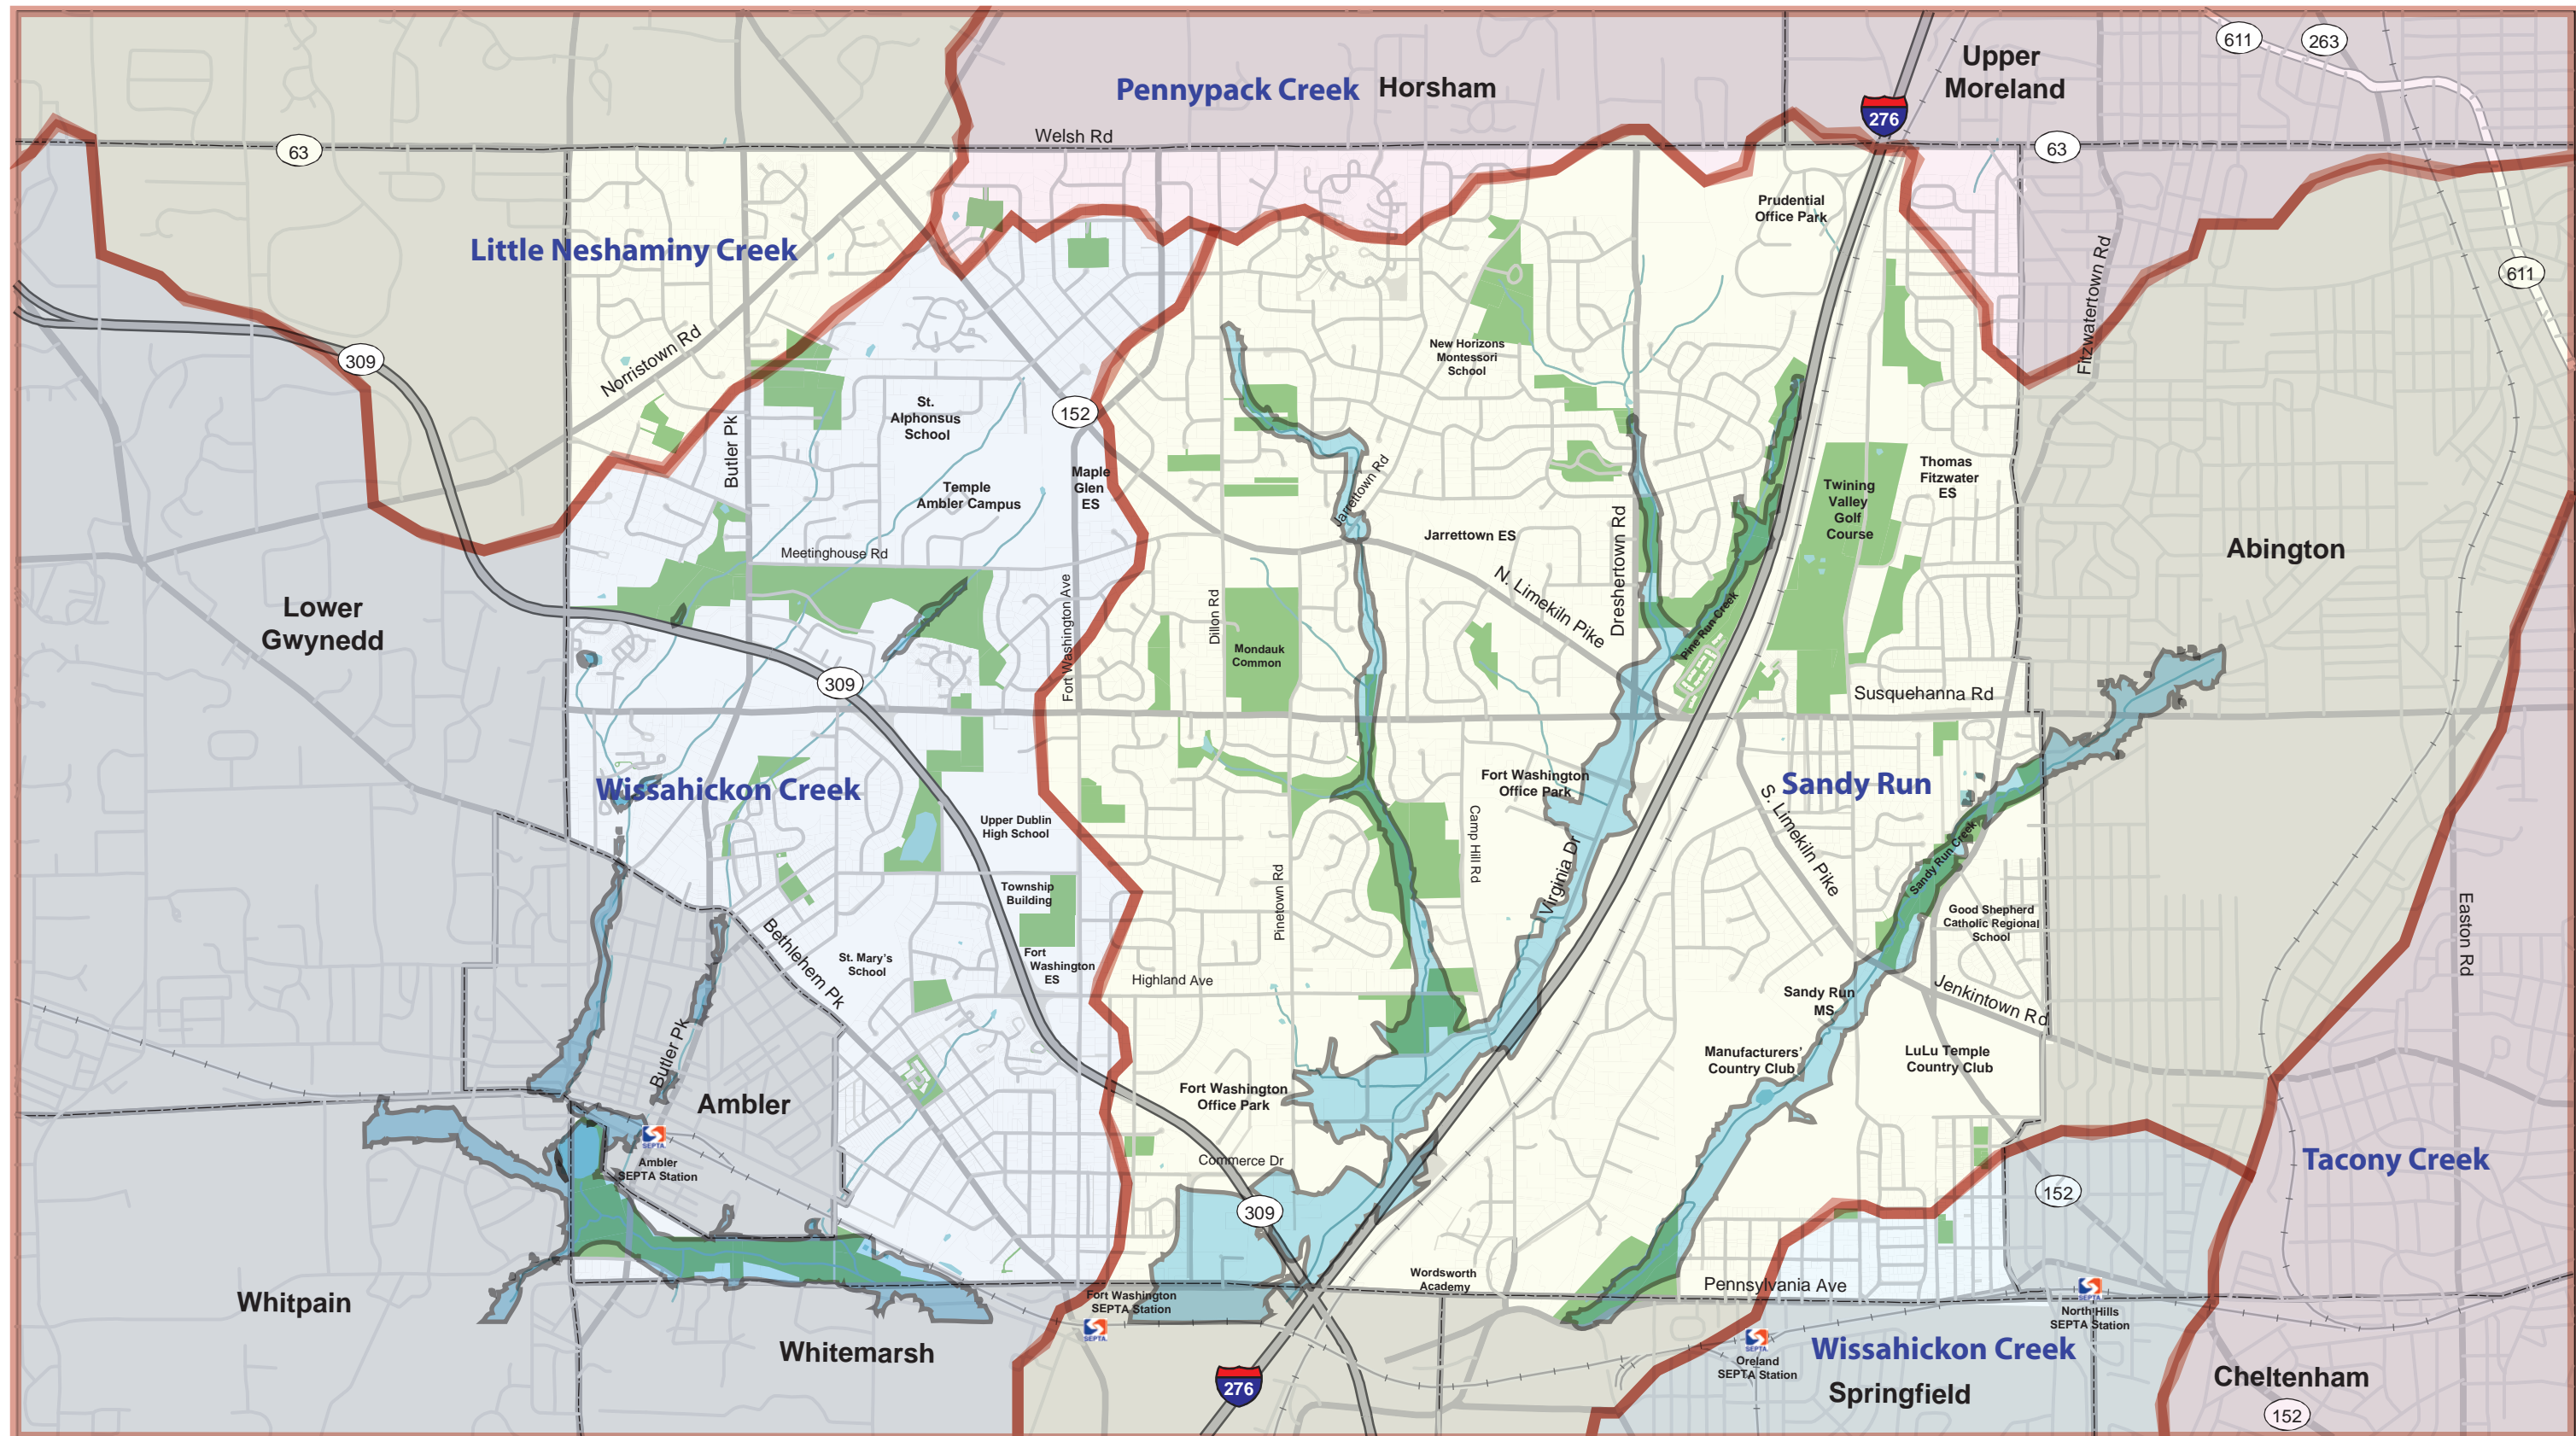 611
263
Upper
Moreland
Pennypack Creek
Horsham
276
Welsh Rd
63
63
Prudential
Office Park
Little Neshaminy Creek
611
Fitzwatertown Rd
309
Norristown Rd
New Horizons
Montessori
School
St.
Alphonsus
School
152
Butler Pk
Maple
Glen
ES
Temple
Ambler Campus
Jarrettown Rd
Thomas
Fitzwater
ES
Twining
Valley
Golf
Course
Jarrettown ES
Dreshertown Rd
Abington
Meetinghouse Rd
N. Limekiln Pike
Lower
Gwynedd
Fort Washington Ave
Dillon Rd
Mondauk
Common
Pine Run Creek
309
Susquehanna Rd
Wissahickon Creek
Fort Washington
Office Park
Sandy Run
S. Limekiln Pike
Upper Dublin
High School
Camp Hill Rd
Virginia Dr
Sandy Run Creek
Township
Building
Pinetown Rd
Good Shepherd
Catholic Regional
School
Easton Rd
Bethlehem Pk
St. Mary's
School
Fort
Washington
ES
Highland Ave
Sandy Run
MS
Jenkintown Rd
Butler Pk
Manufacturers'
Country Club
LuLu Temple
Country Club
Ambler
Fort Washington
Office Park
SEPTA
Ambler
SEPTA Station
Commerce Dr
Tacony Creek
152
309
Wordsworth
Academy
Pennsylvania Ave
Whitpain
Fort Washington
SEPTA Station
SEPTA
SEPTA
North Hills
SEPTA Station
Whitemarsh
SEPTA
Oreland
SEPTA Station
Wissahickon Creek
Springfield
276
Cheltenham
152